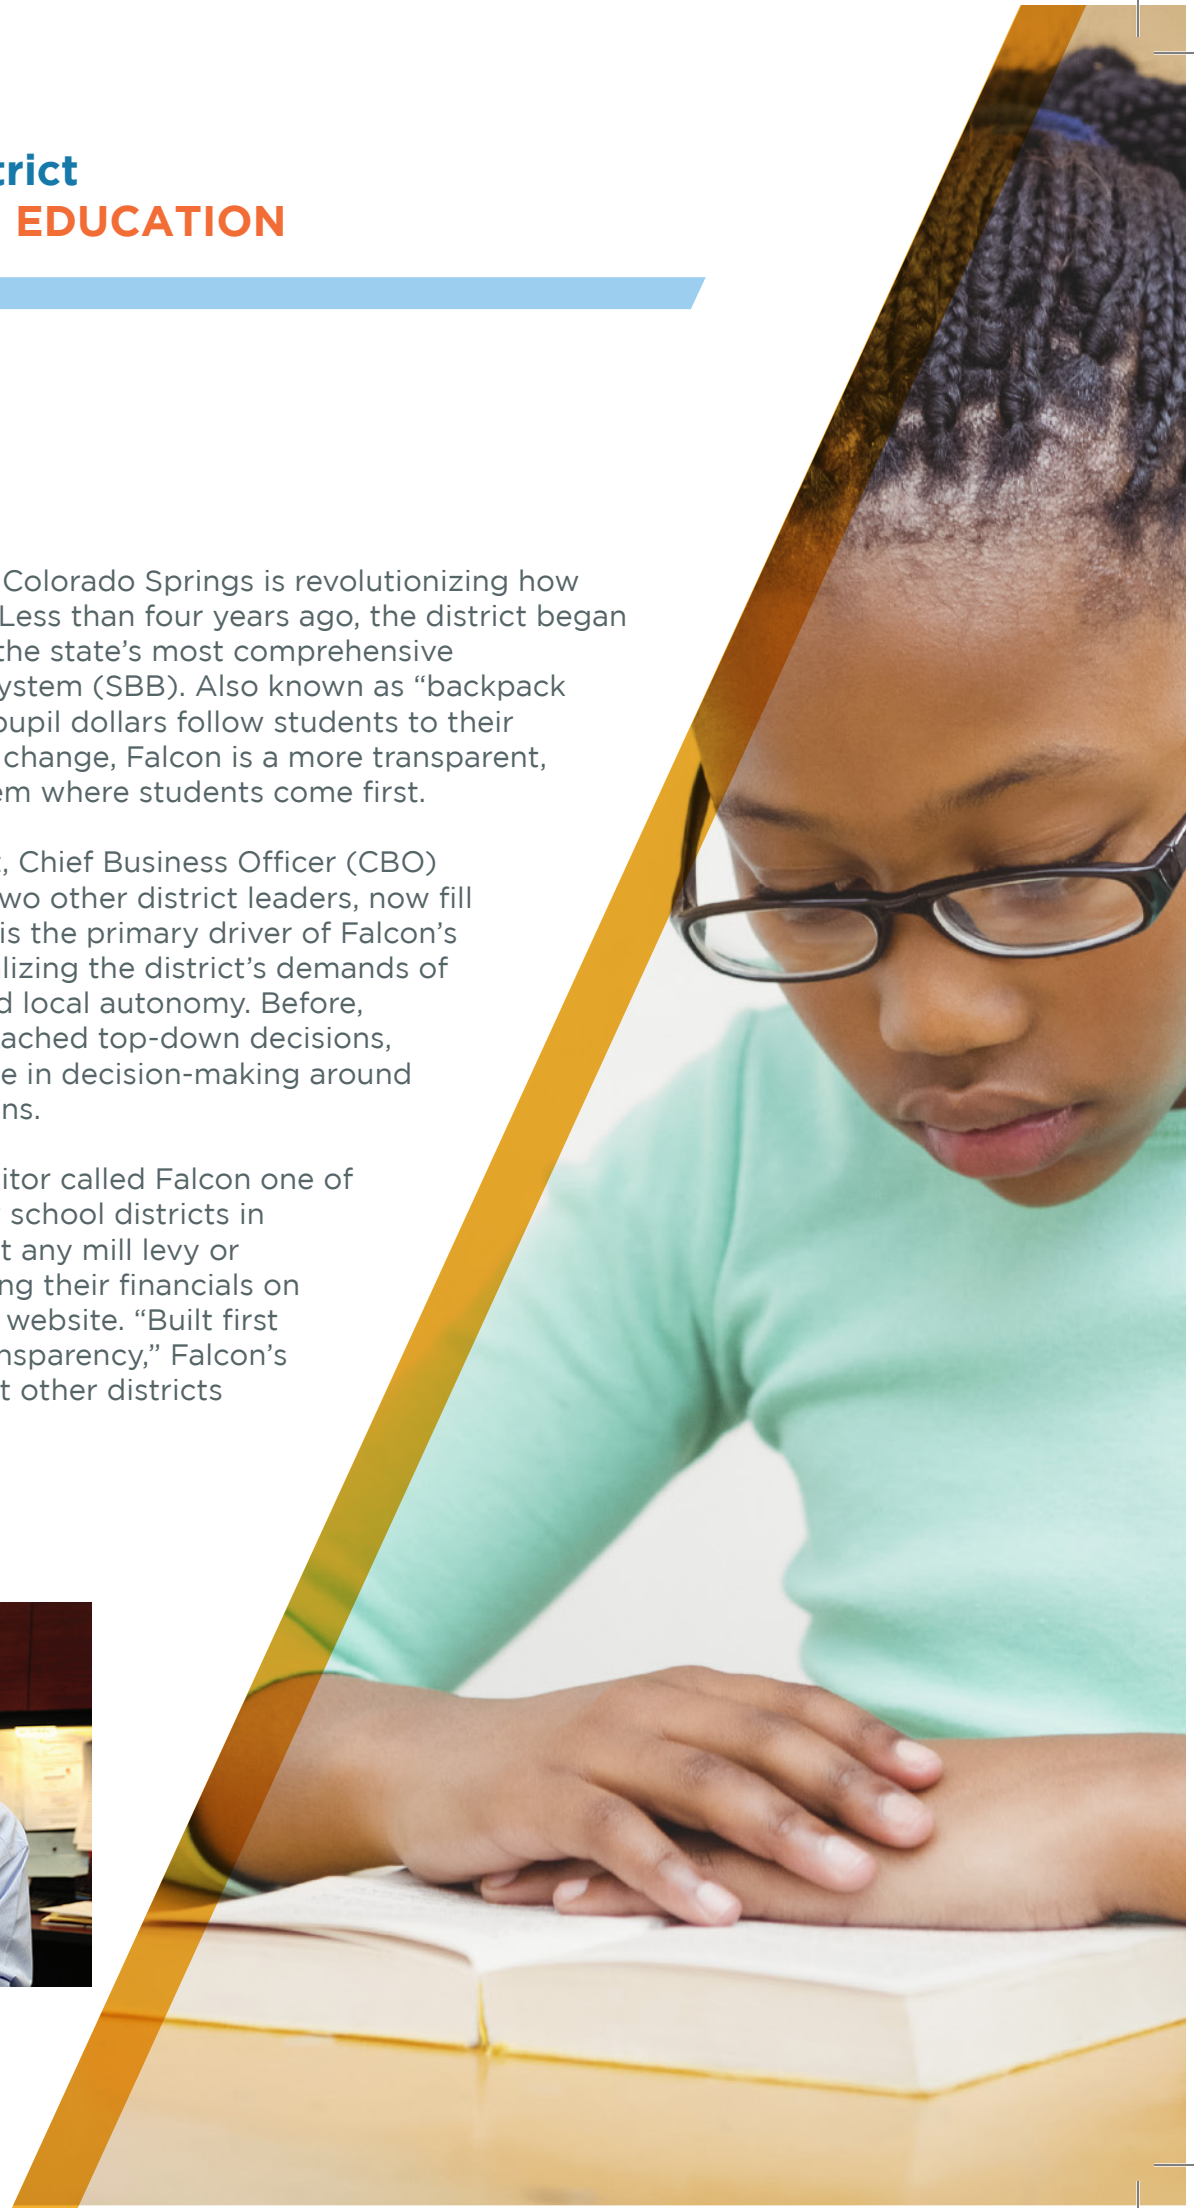 trict
EDUCATION
Colorado Springs is revolutionizing how
Less than four years ago, the district began
the state's most comprehensive
ystem (SBB). Also known as “backpack
pupil dollars follow students to their
change, Falcon is a more transparent,
em where students come first.
, Chief Business Officer (CBO)
wo other district leaders, now fill
is the primary driver of Falcon's
lizing the district's demands of
d local autonomy. Before,
ached top-down decisions,
e in decision-making around
ns.
itor called Falcon one of
school districts in
t any mill levy or
ng their financials on
website. “Built first
nsparency,” Falcon's
t other districts